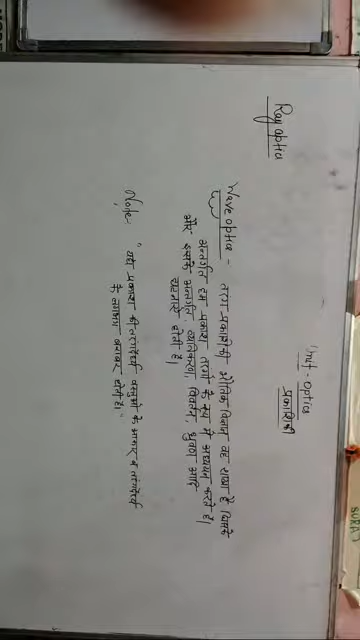 Unit - Optics
प्रकाशिकी
Ray optics
Wave optics - तरंग प्रकाशिकी भौतिक विज्ञान की वह शाखा है जिसके
अन्तर्गत हम प्रकाश तरंगों के रूप में अध्ययन करते हैं।
और इसके अन्तर्गत व्यतिकरण, विवर्तन, ध्रुवण आदि
घटनाएं होती हैं।
Note - " यहां प्रकाश की तरंगदैर्ध्य वस्तुओं के आकार के तरंगदैर्ध्य
के लगभग बराबर होती है। "
SURAJ